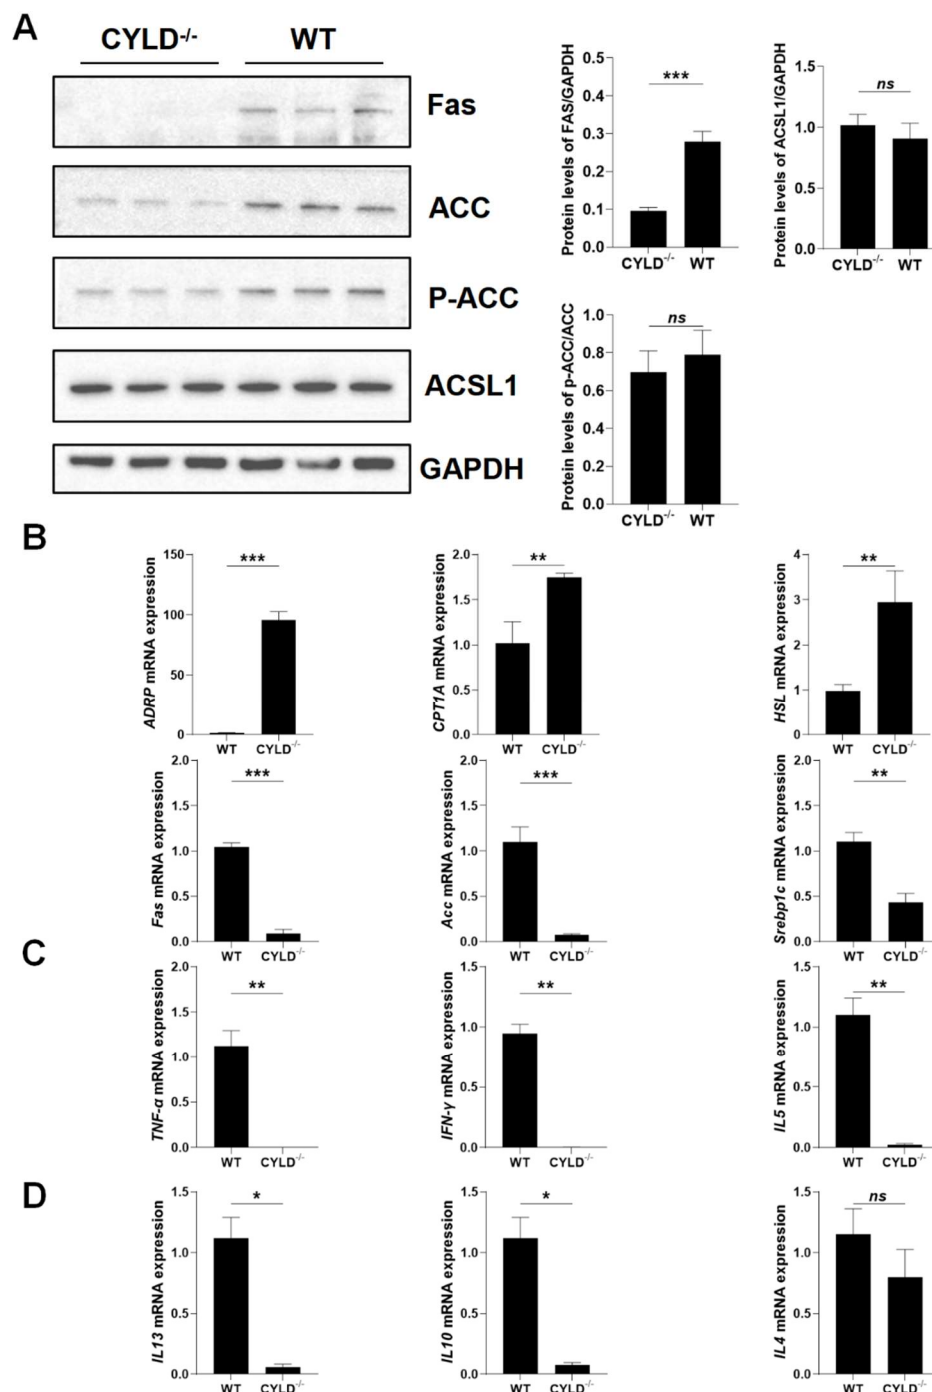 A
CYLD-/- WT
Fas
ACC
P-ACC
ACSL1
GAPDH
Protein levels of FAS/GAPDH
0.5
0.4
0.3
0.2
0.1
0.0
***
CYLD-/- WT
Protein levels of ACSL1/GAPDH
1.5
1.0
0.5
0.0
ns
CYLD-/- WT
Protein levels of p-ACC/ACC
1.0
0.8
0.6
0.4
0.2
0.0
ns
CYLD-/- WT
B
ADRP mRNA expression
150
100
50
0
***
WT CYLD-/-
CPT1A mRNA expression
2.0
1.5
1.0
0.5
0.0
**
WT CYLD-/-
HSL mRNA expression
4
3
2
1
0
**
WT CYLD-/-
Fas mRNA expression
2.0
1.5
1.0
0.5
0.0
***
WT CYLD-/-
Acc mRNA expression
2.0
1.5
1.0
0.5
0.0
***
WT CYLD-/-
Srebp1c mRNA expression
2.0
1.5
1.0
0.5
0.0
**
WT CYLD-/-
C
TNF-α mRNA expression
2.0
1.5
1.0
0.5
0.0
**
WT CYLD-/-
IFN-γ mRNA expression
1.5
1.0
0.5
0.0
**
WT CYLD-/-
IL5 mRNA expression
1.5
1.0
0.5
0.0
**
WT CYLD-/-
D
IL13 mRNA expression
1.5
1.0
0.5
0.0
*
WT CYLD-/-
IL10 mRNA expression
1.5
1.0
0.5
0.0
*
WT CYLD-/-
IL4 mRNA expression
1.5
1.0
0.5
0.0
ns
WT CYLD-/-